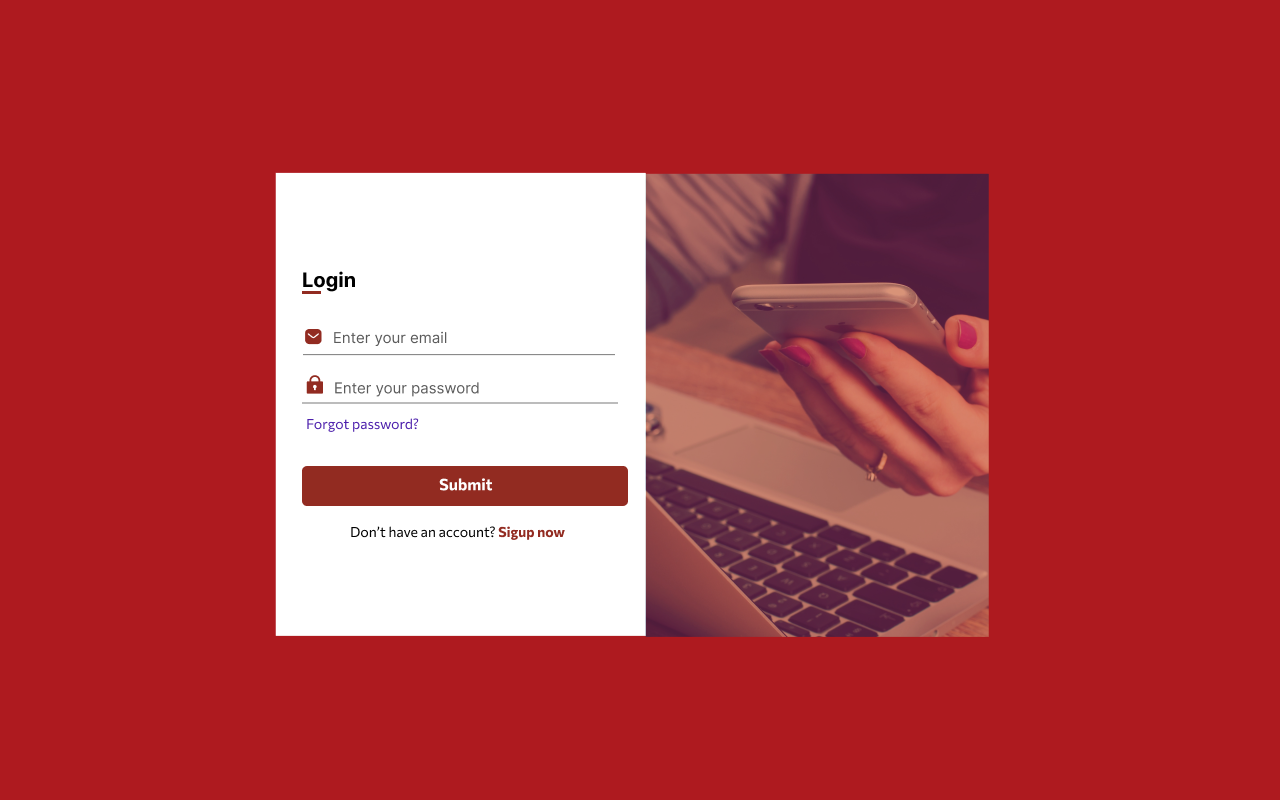 Login
Enter your email
Enter your password
Forgot password?
Submit
Don't have an account? Sigup now